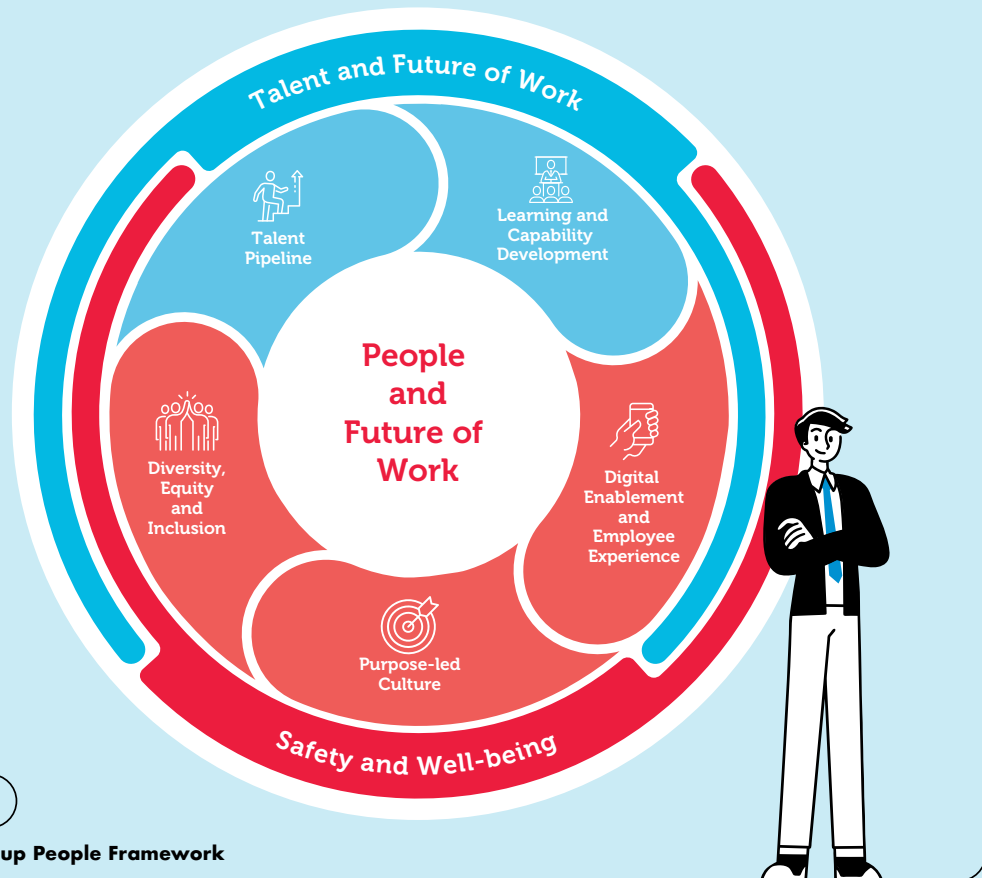 Talent and Future of Work
Talent
Pipeline
Learning and
Capability
Development
People
and
Future of
Work
Diversity,
Equity
and
Inclusion
Digital
Enablement
and
Employee
Experience
Purpose-led
Culture
Safety and Well-being
up People Framework